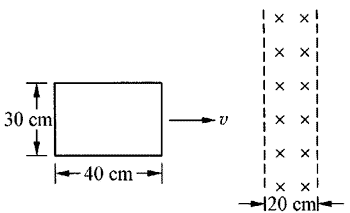 × ×
× ×
30 cm
v
× ×
× ×
40 cm
× ×
× ×
20 cm